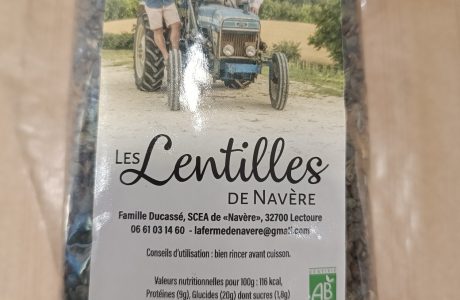 LES Lentilles
DE NAVÈRE
Famille Ducassé, SCEA de «Navère», 32700 Lectoure
06 61 03 14 60 - lafermedenavere@gmail.com
Conseils d'utilisation : bien rincer avant cuisson.
Valeurs nutritionnelles pour 100g : 116 kcal,
Protéines (9g), Glucides (20g) dont sucres (1,8g)
AB